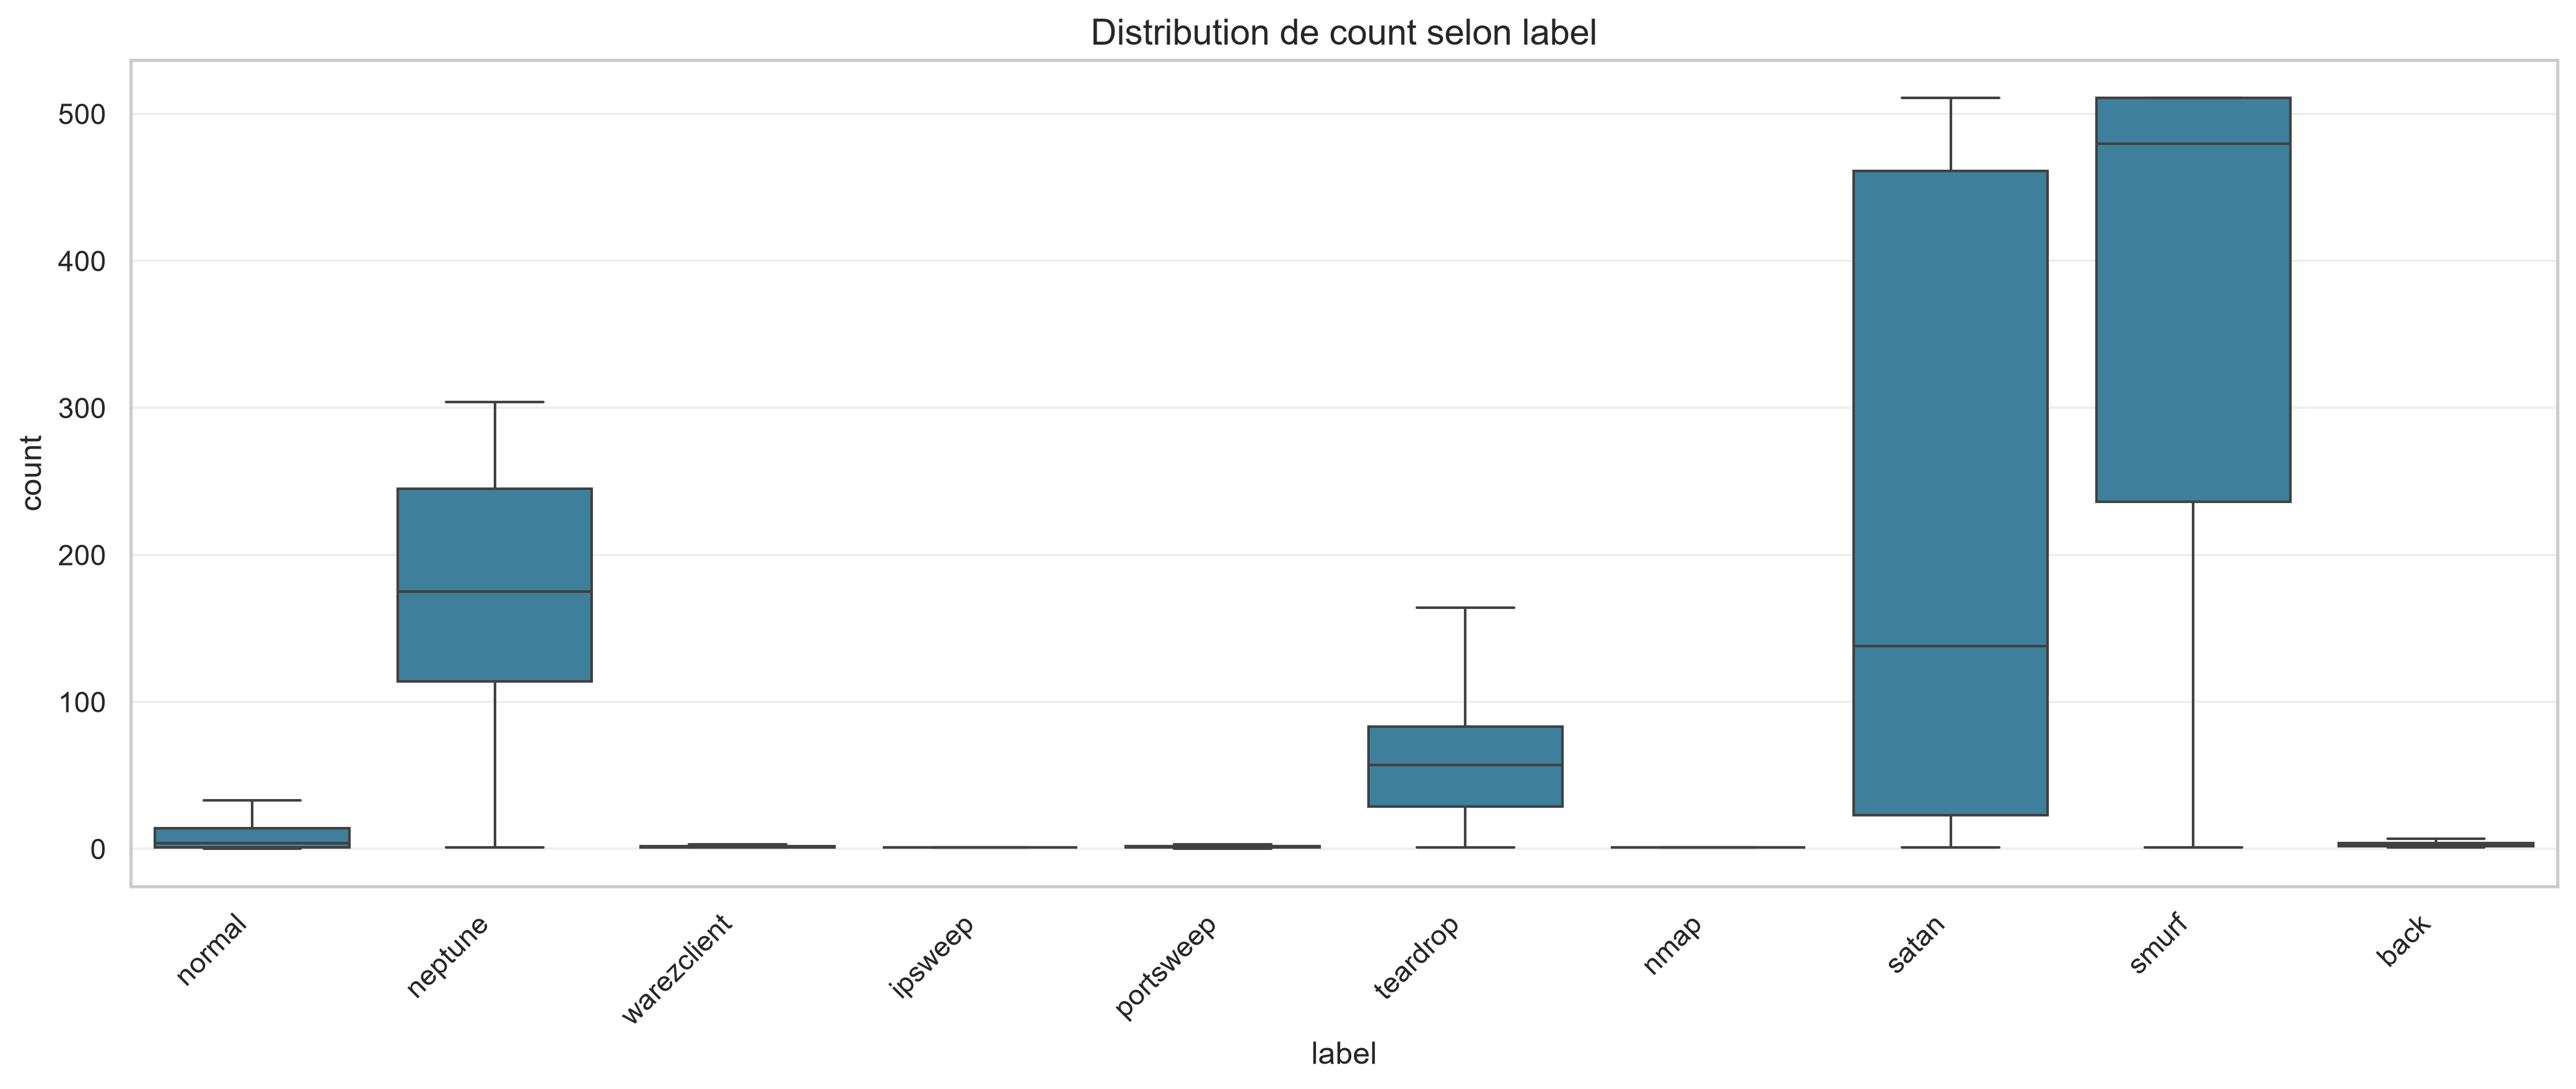 Distribution de count selon label
count
500
400
300
200
100
0
normal
neptune
warezclient
ipsweep
portsweep
teardrop
nmap
satan
smurf
back
label